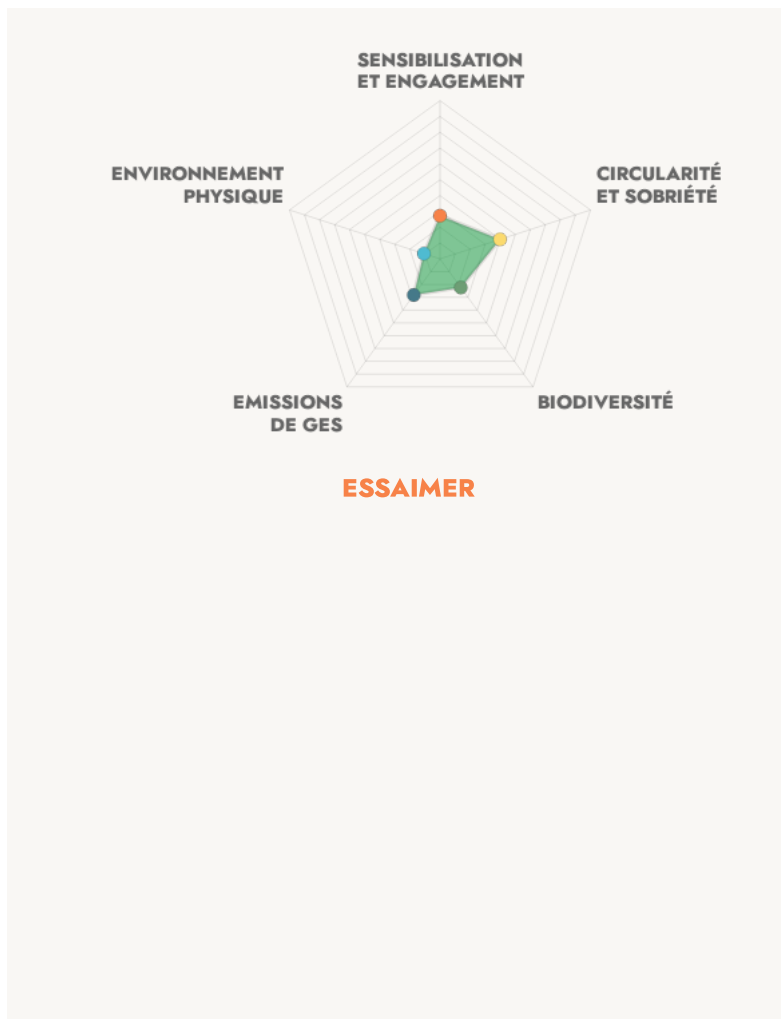 SENSIBILISATION
ET ENGAGEMENT
ENVIRONNEMENT
PHYSIQUE
CIRCULARITÉ
ET SOBRIÉTÉ
EMISSIONS
DE GES
BIODIVERSITÉ
ESSAIMER